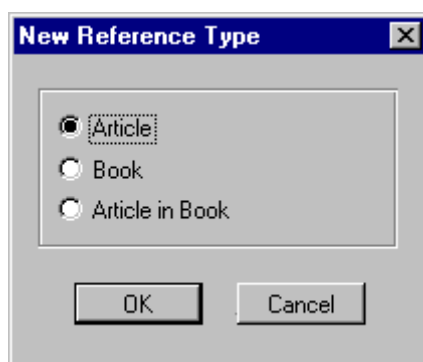 New Reference Type
Article
Book
Article in Book
OK Cancel